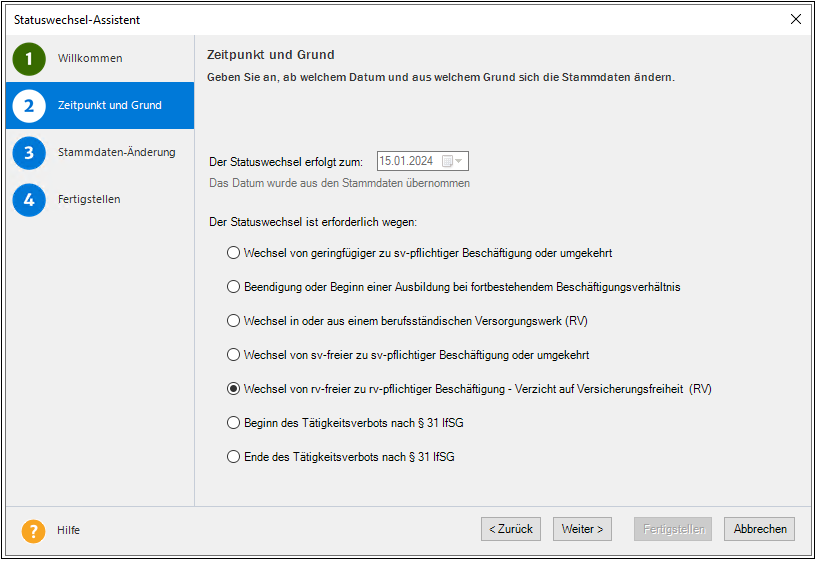 Statuswechsel-Assistent
1 Willkommen
2 Zeitpunkt und Grund
3 Stammdaten-Änderung
4 Fertigstellen
Zeitpunkt und Grund
Geben Sie an, ab welchem Datum und aus welchem Grund sich die Stammdaten ändern.
Der Statuswechsel erfolgt zum: 15.01.2024
Das Datum wurde aus den Stammdaten übernommen
Der Statuswechsel ist erforderlich wegen:
Wechsel von geringfügiger zu sv-pflichtiger Beschäftigung oder umgekehrt
Beendigung oder Beginn einer Ausbildung bei fortbestehendem Beschäftigungsverhältnis
Wechsel in oder aus einem berufsständischen Versorgungswerk (RV)
Wechsel von sv-freier zu sv-pflichtiger Beschäftigung oder umgekehrt
Wechsel von rv-freier zu rv-pflichtiger Beschäftigung - Verzicht auf Versicherungsfreiheit (RV)
Beginn des Tätigkeitsverbots nach § 31 IfSG
Ende des Tätigkeitsverbots nach § 31 IfSG
? Hilfe
< Zurück Weiter > Fertigstellen Abbrechen